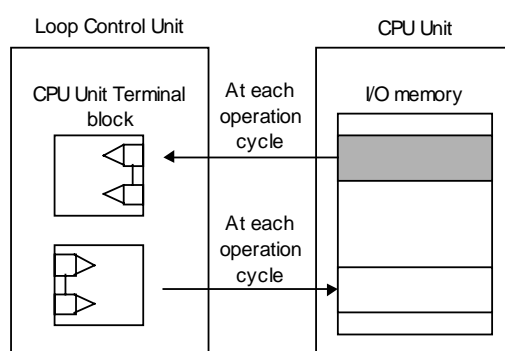 Loop Control Unit
CPU Unit
CPU Unit Terminal
block
At each
operation
cycle
I/O memory
At each
operation
cycle